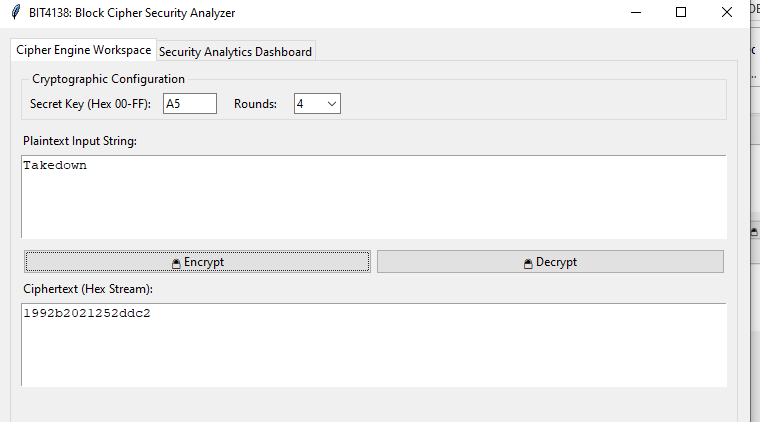 BIT4138: Block Cipher Security Analyzer
Cipher Engine Workspace Security Analytics Dashboard
Cryptographic Configuration
Secret Key (Hex 00-FF): A5 Rounds: 4
Plaintext Input String:
Takedown
Encrypt Decrypt
Ciphertext (Hex Stream):
1992b2021252ddc2